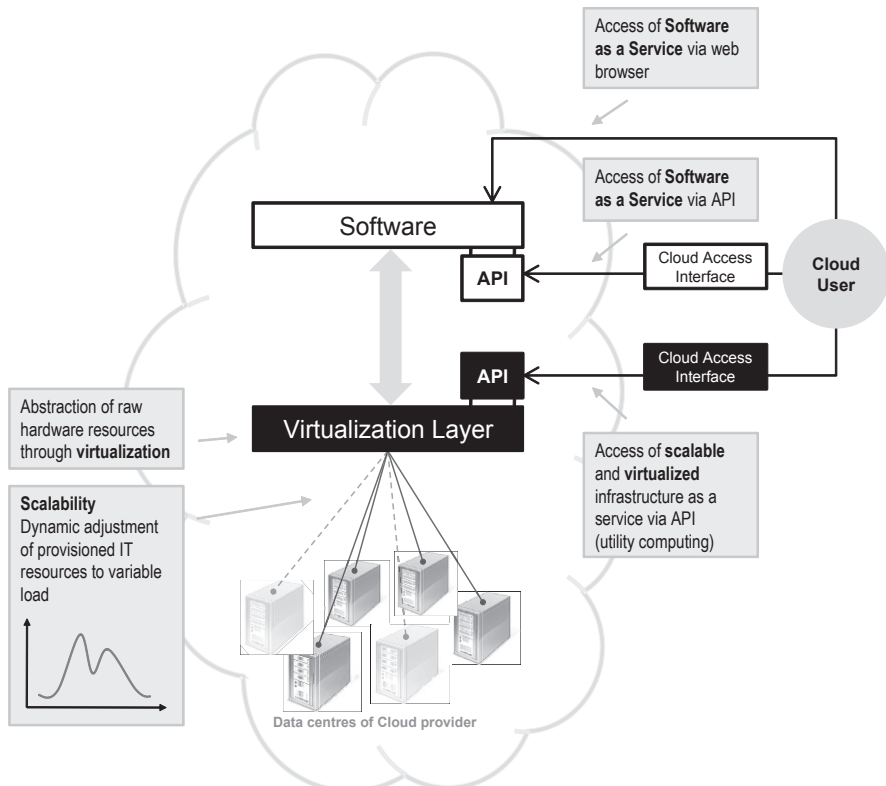 Access of Software
as a Service via web
browser
Access of Software
as a Service via API
Software
API
Cloud Access
Interface
Cloud
User
API
Cloud Access
Interface
Virtualization Layer
Abstraction of raw
hardware resources
through virtualization
Access of scalable
and virtualized
infrastructure as a
service via API
(utility computing)
Scalability
Dynamic adjustment
of provisioned IT
resources to variable
load
Data centres of Cloud provider